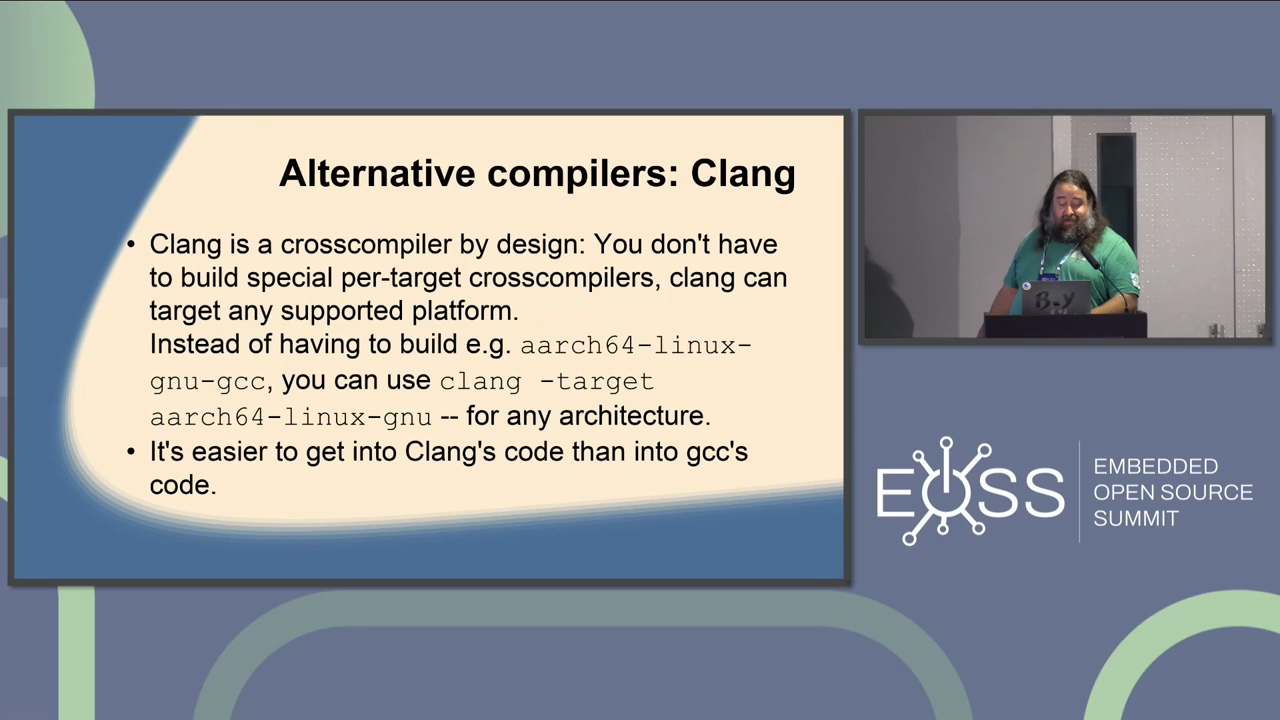 Alternative compilers: Clang
• Clang is a crosscompiler by design: You don't have
to build special per-target crosscompilers, clang can
target any supported platform.
Instead of having to build e.g. aarch64-linux-
gnu-gcc, you can use clang -target
aarch64-linux-gnu -- for any architecture.
• It's easier to get into Clang's code than into gcc's
code.
EOSS
EMBEDDED
OPEN SOURCE
SUMMIT